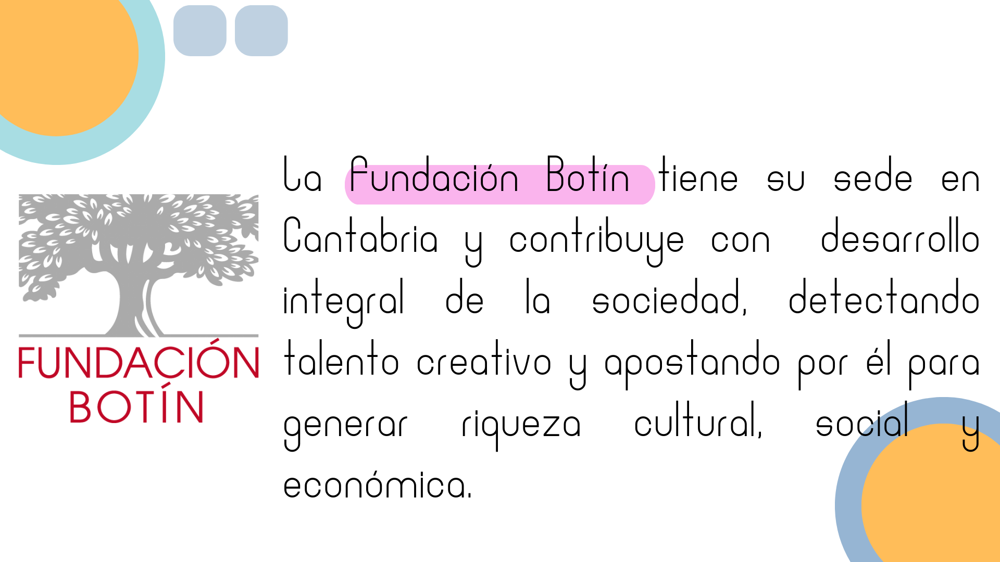 La Fundación Botín tiene su sede en
Cantabria y contribuye con desarrollo
integral de la sociedad, detectando
talento creativo y apostando por él para
generar riqueza cultural, social y
económica.
FUNDACIÓN
BOTÍN